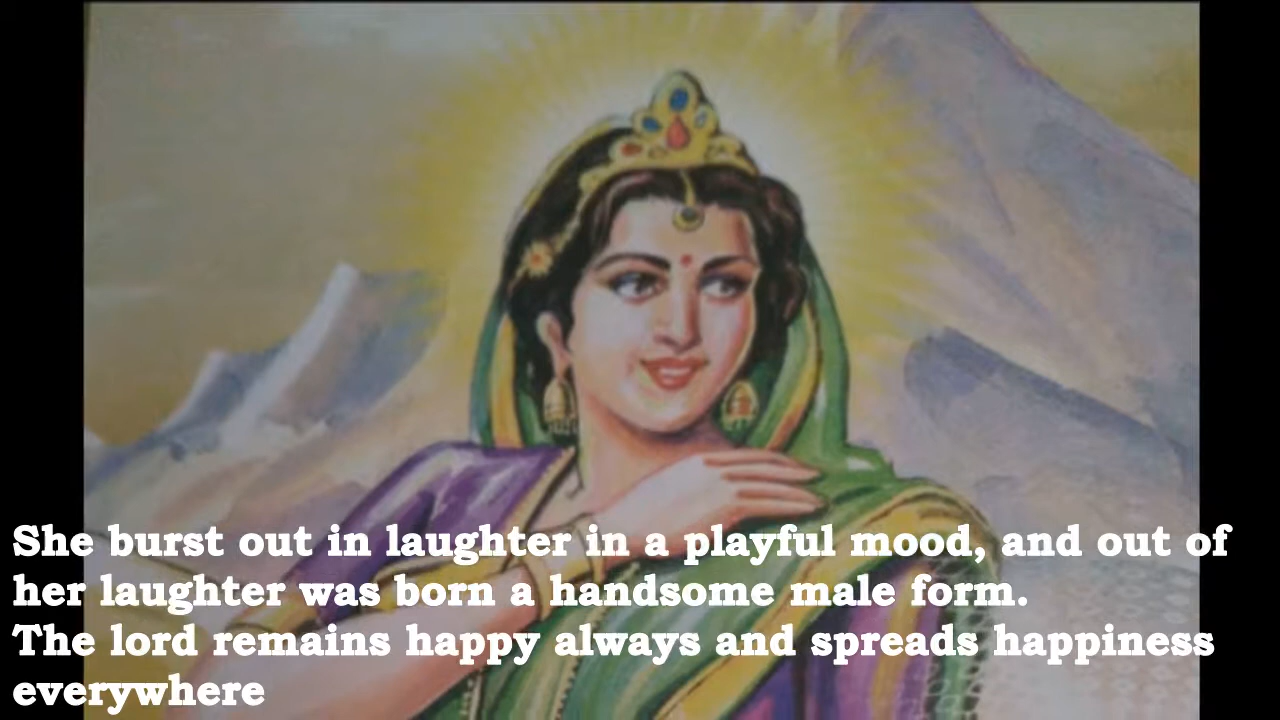 She burst out in laughter in a playful mood, and out of
her laughter was born a handsome male form.
The lord remains happy always and spreads happiness
everywhere